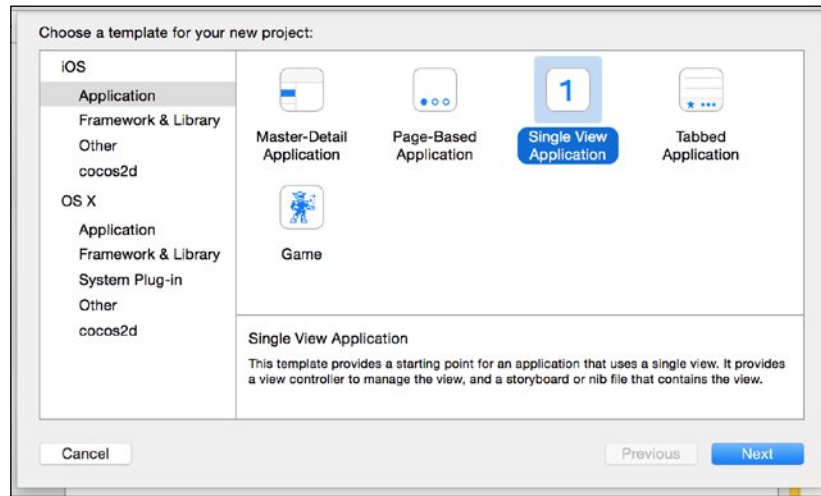 Choose a template for your new project:
iOS
Application
Framework & Library
Other
cocos2d
OS X
Application
Framework & Library
System Plug-in
Other
cocos2d
Master-Detail
Application
Page-Based
Application
1
Single View
Application
Tabbed
Application
Game
Single View Application
This template provides a starting point for an application that uses a single view. It provides
a view controller to manage the view, and a storyboard or nib file that contains the view.
Cancel
Previous
Next